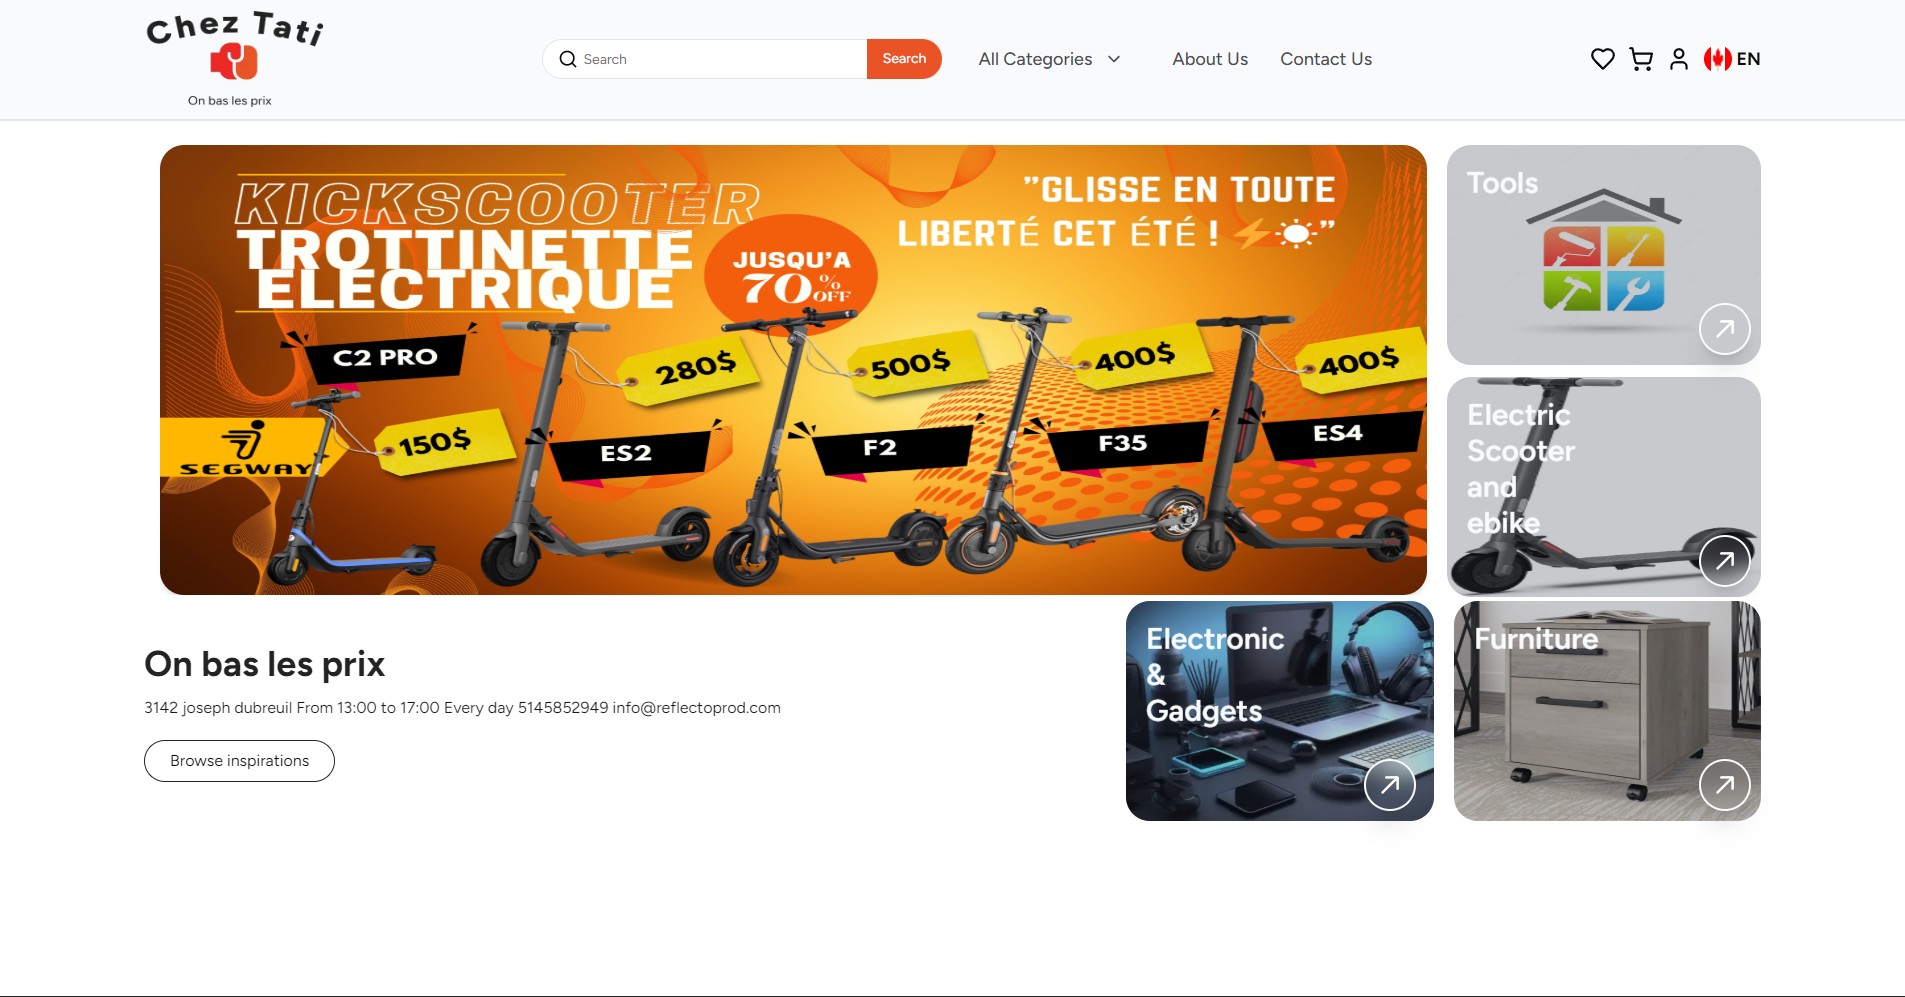 Chez Tati
On bas les prix
Search
Search
All Categories
About Us
Contact Us
EN
KICKSCOOTER
TROTTINETTE
ELECTRIQUE
JUSQU'A
70%
OFF
"GLISSE EN TOUTE
LIBERTÉ CET ÉTÉ ! ⚡☀"
C2 PRO
280$
500$
400$
400$
SEGWAY
150$
ES2
F2
F35
ES4
Tools
Electric
Scooter
and
ebike
On bas les prix
3142 joseph dubreuil From 13:00 to 17:00 Every day 5145852949 info@reflectoprod.com
Browse inspirations
Electronic
&
Gadgets
Furniture